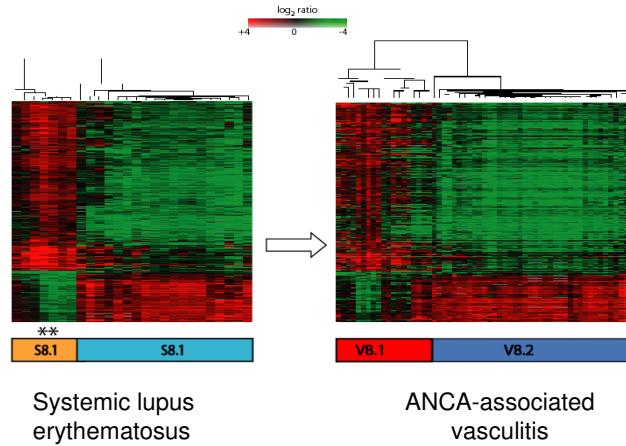 log2 ratio
+4 0 -4
**
S8.1 S8.1 V8.1 V8.2
Systemic lupus
erythematosus
ANCA-associated
vasculitis